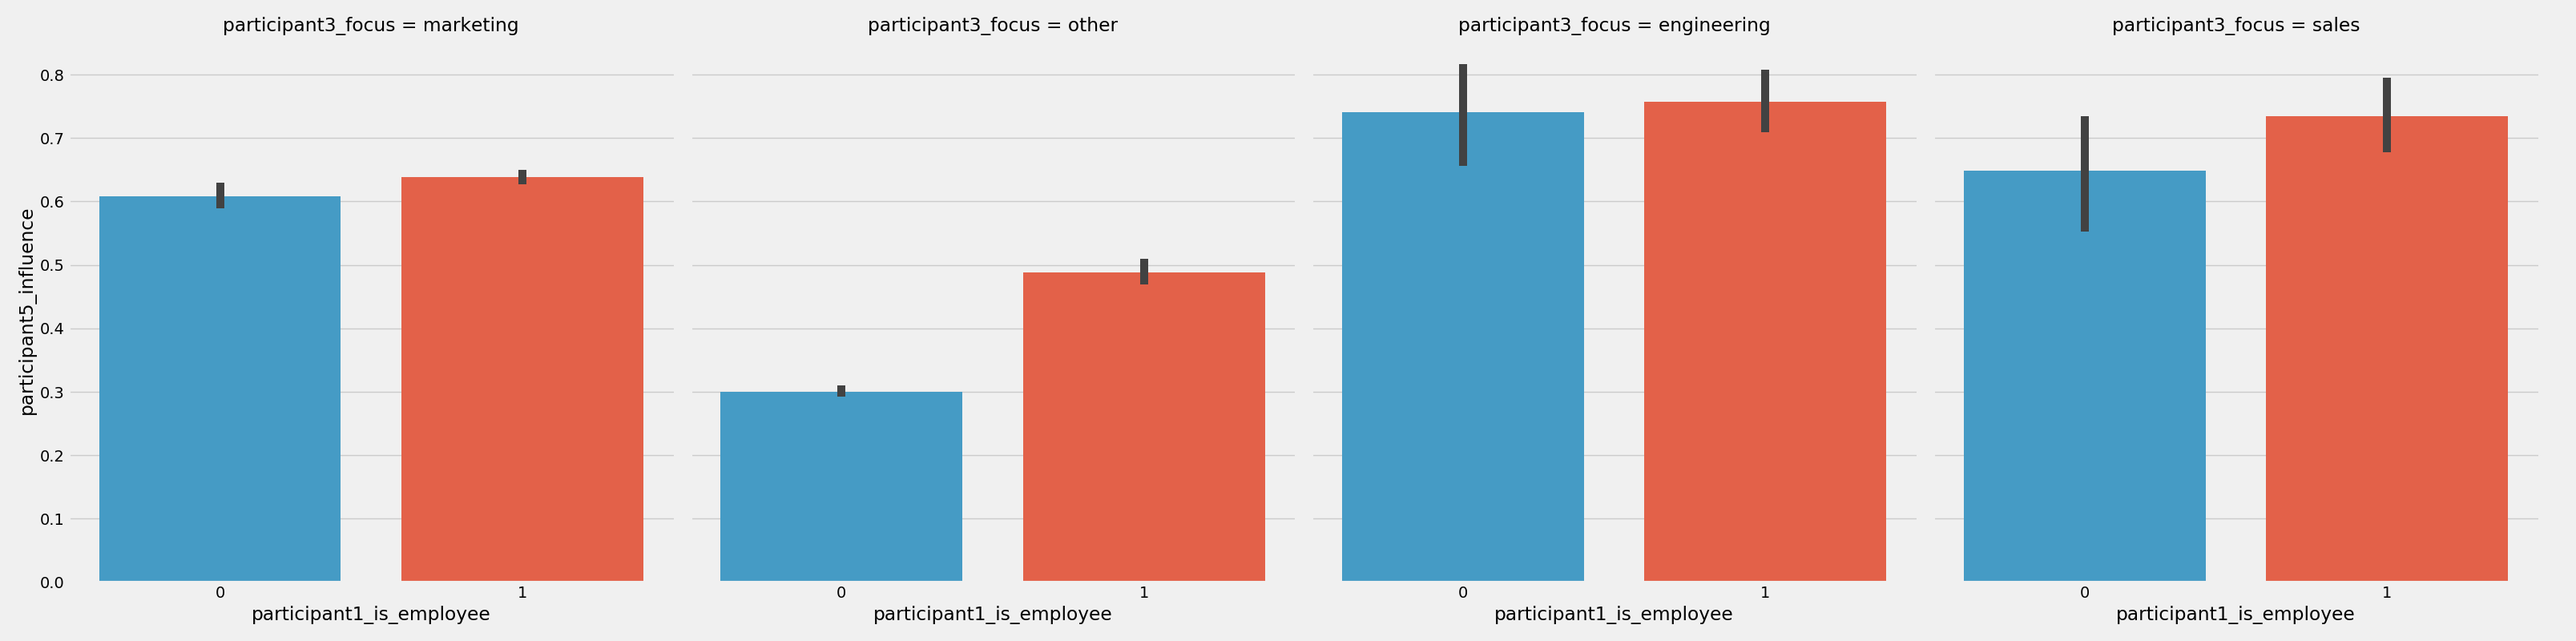 participant3_focus = marketing
participant3_focus = other
participant3_focus = engineering
participant3_focus = sales
participant5_influence
0.8
0.7
0.6
0.5
0.4
0.3
0.2
0.1
0.0
0 1
0 1
0 1
0 1
participant1_is_employee
participant1_is_employee
participant1_is_employee
participant1_is_employee